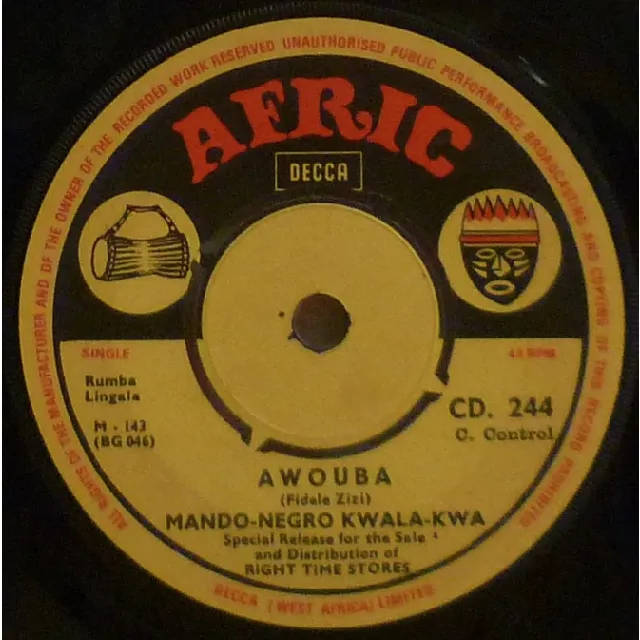 ALL RIGHTS OF THE MANUFACTURER AND OF THE OWNER OF THE RECORDED WORK RESERVED UNAUTHORISED PUBLIC PERFORMANCE BROADCASTING AND COPYING OF THIS RECORD PROHIBITED
AFRIC
DECCA
SINGLE
45 RPM
Rumba
Lingala
M - 143
(BG 046)
CD. 244
C. Control
AWOUBA
(Fidele Zizi)
MANDO-NEGRO KWALA-KWA
Special Release for the Sale
and Distribution of
RIGHT TIME STORES
DECCA (WEST AFRICA) LIMITED